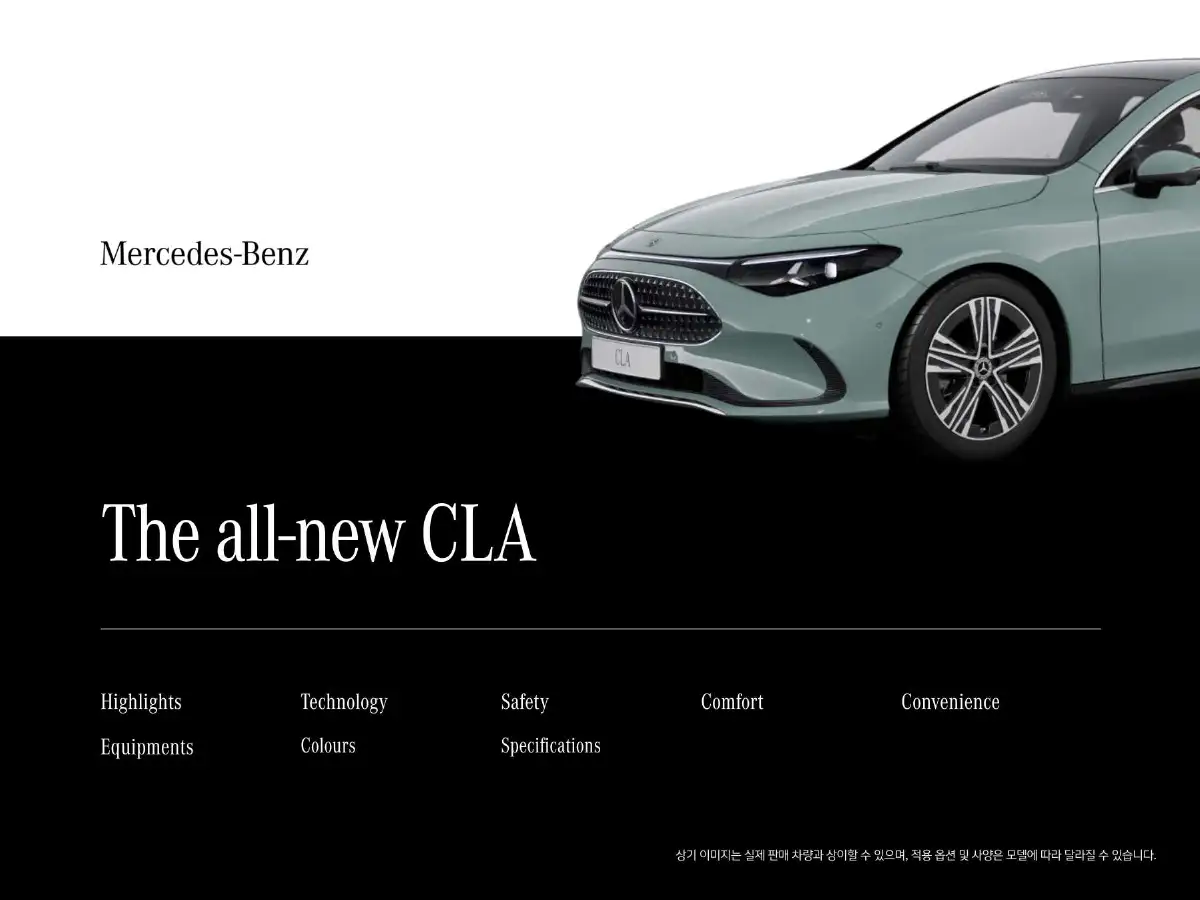 Mercedes-Benz
CLA
The all-new CLA
Highlights
Technology
Safety
Comfort
Convenience
Equipments
Colours
Specifications
상기 이미지는 실제 판매 차량과 상이할 수 있으며, 적용 옵션 및 사양은 모델에 따라 달라질 수 있습니다.